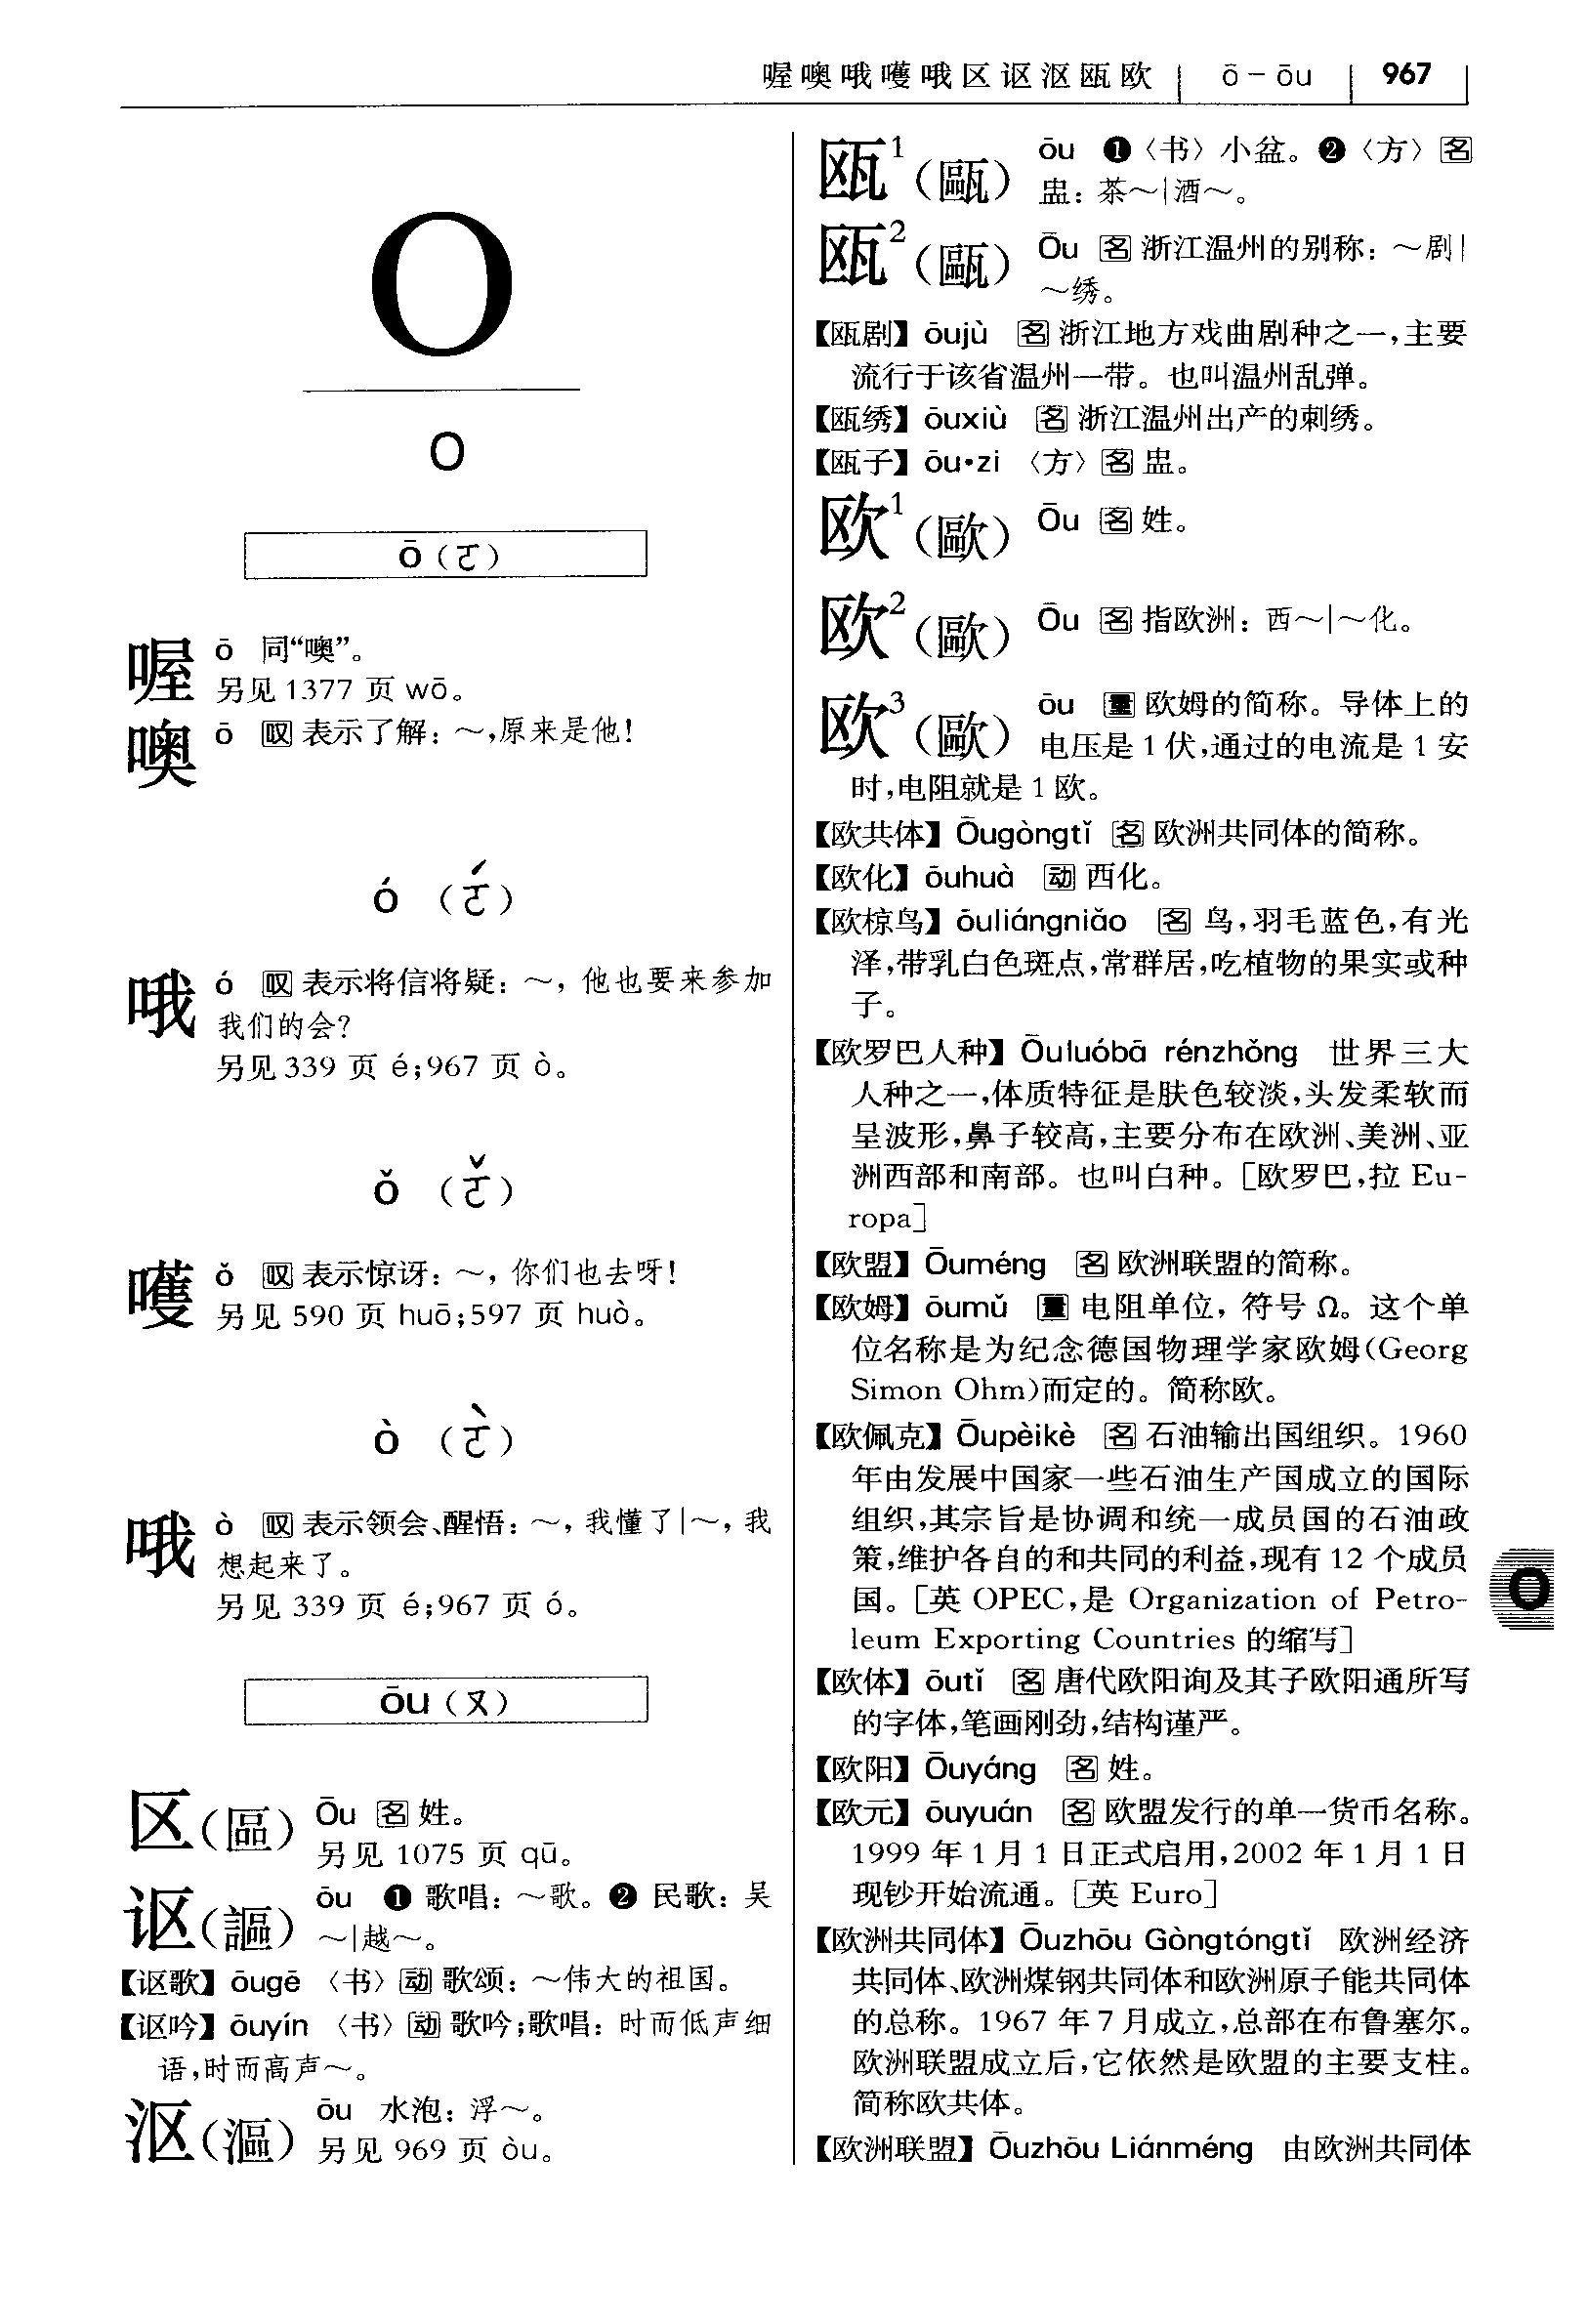 喔噢哦嚄哦区讴沤瓯欧 ō－ōu 967
O
o
ō（ㄛ）
喔 ō 同“噢”。
另见1377 页 wō。
噢 ō 叹 表示了解：～，原来是他！
ó （ㄛˊ）
哦 ó 叹 表示将信将疑：～，他也要来参加
我们的会？
另见339 页 é；967 页 ò。
ǒ （ㄛˇ）
嚄 ǒ 叹 表示惊讶：～，你们也去呀！
另见 590 页 huō；597 页 huò。
ò （ㄛˋ）
哦 ò 叹 表示领会、醒悟：～，我懂了|～，我
想起来了。
另见 339 页 é；967 页 ó。
ōu（ㄡ）
区（區） Ōu 名 姓。
另见 1075 页 qū。
讴（謳） ōu ❶ 歌唱：～歌。❷ 民歌：吴
～|越～。
【讴歌】ōugē 〈书〉动 歌颂：～伟大的祖国。
【讴吟】ōuyín 〈书〉动 歌吟；歌唱：时而低声细
语，时而高声～。
沤（漚） ōu 水泡：浮～。
另见 969 页 òu。
瓯¹（甌） ōu ❶〈书〉小盆。❷〈方〉名
盅：茶～|酒～。
瓯²（甌） Ōu 名 浙江温州的别称：～剧|
～绣。
【瓯剧】ōujù 名 浙江地方戏曲剧种之一，主要
流行于该省温州一带。也叫温州乱弹。
【瓯绣】ōuxiù 名 浙江温州出产的刺绣。
【瓯子】ōu•zi 〈方〉名 盅。
欧¹（歐） Ōu 名 姓。
欧²（歐） Ōu 名 指欧洲：西～|～化。
欧³（歐） ōu 量 欧姆的简称。导体上的
电压是 1 伏，通过的电流是 1 安
时，电阻就是 1 欧。
【欧共体】Ōugòngtǐ 名 欧洲共同体的简称。
【欧化】ōuhuà 动 西化。
【欧椋鸟】ōuliángniǎo 名 鸟，羽毛蓝色，有光
泽，带乳白色斑点，常群居，吃植物的果实或种
子。
【欧罗巴人种】Ōuluóbā rénzhǒng 世界三大
人种之一，体质特征是肤色较淡，头发柔软而
呈波形，鼻子较高，主要分布在欧洲、美洲、亚
洲西部和南部。也叫白种。［欧罗巴，拉 Eu-
ropa］
【欧盟】Ōuméng 名 欧洲联盟的简称。
【欧姆】ōumǔ 量 电阻单位，符号 Ω。这个单
位名称是为纪念德国物理学家欧姆（Georg
Simon Ohm）而定的。简称欧。
【欧佩克】Ōupèikè 名 石油输出国组织。1960
年由发展中国家一些石油生产国成立的国际
组织，其宗旨是协调和统一成员国的石油政
策，维护各自的和共同的利益，现有 12 个成员
国。［英 OPEC，是 Organization of Petro-
leum Exporting Countries 的缩写］
【欧体】ōutǐ 名 唐代欧阳询及其子欧阳通所写
的字体，笔画刚劲，结构谨严。
【欧阳】Ōuyáng 名 姓。
【欧元】ōuyuán 名 欧盟发行的单一货币名称。
1999 年 1 月 1 日正式启用，2002 年 1 月 1 日
现钞开始流通。［英 Euro］
【欧洲共同体】Ōuzhōu Gòngtóngtǐ 欧洲经济
共同体、欧洲煤钢共同体和欧洲原子能共同体
的总称。1967 年 7 月成立，总部在布鲁塞尔。
欧洲联盟成立后，它依然是欧盟的主要支柱。
简称欧共体。
【欧洲联盟】Ōuzhōu Liánméng 由欧洲共同体
O